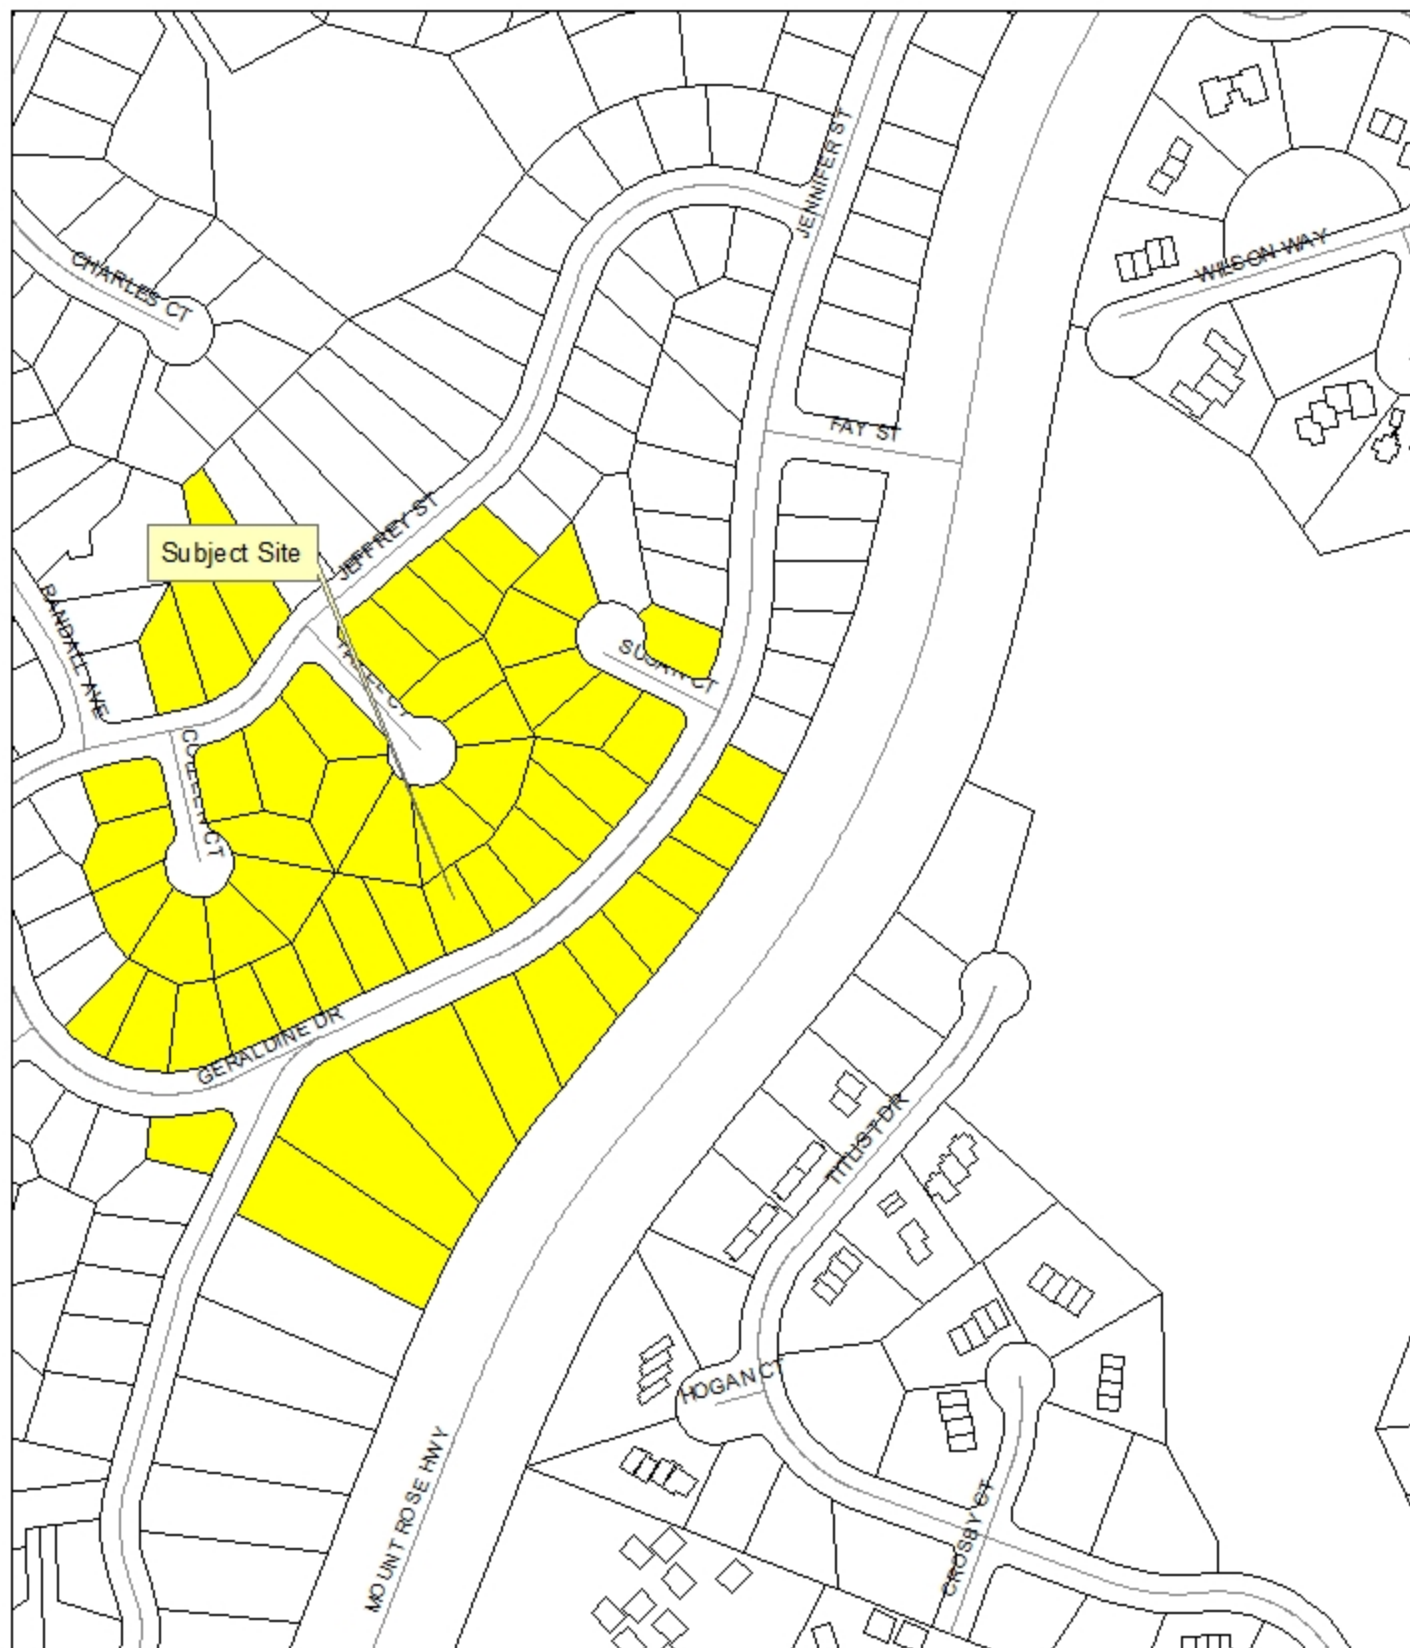 JENNIFER ST
CHARLES CT
WILSON WAY
FAY ST
JEFFREY ST
Subject Site
RANDALL AVE
SUSAN CT
GERALDINE DR
TITLIST DR
HOGAN CT
MOUNT ROSE HWY
CROSBY CT